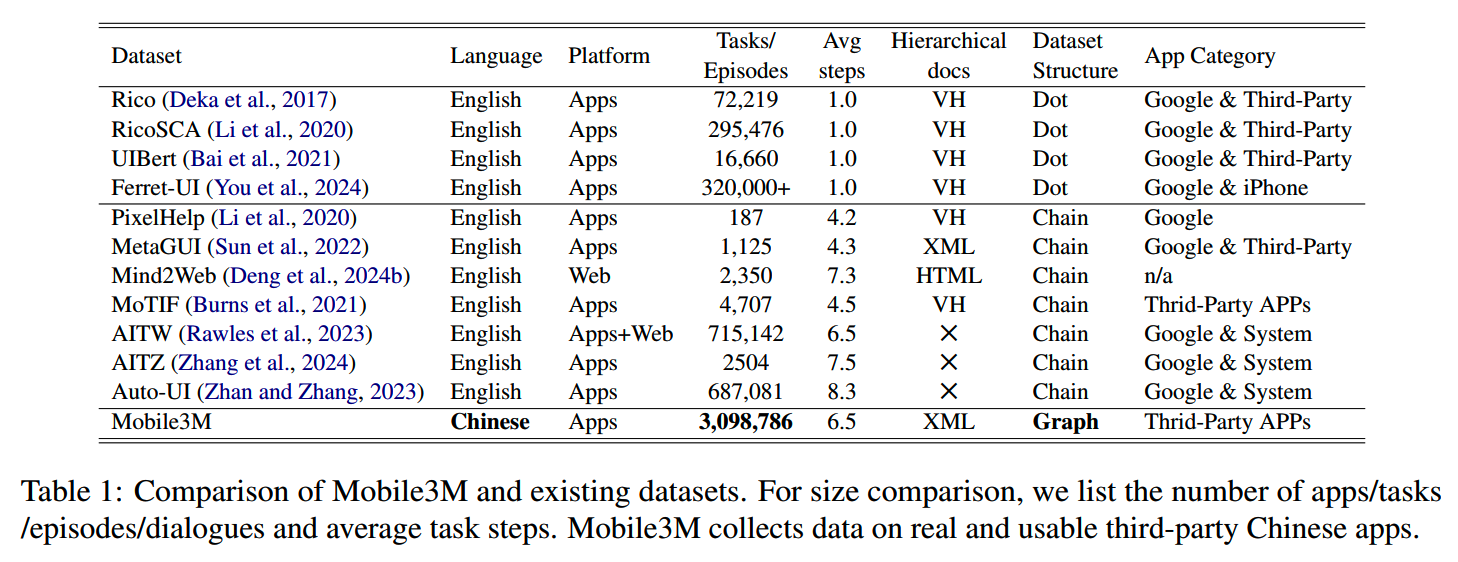 Dataset Language Platform Tasks/ Episodes Avg steps Hierarchical docs Dataset Structure App Category
Rico (Deka et al., 2017) English Apps 72,219 1.0 VH Dot Google & Third-Party
RicoSCA (Li et al., 2020) English Apps 295,476 1.0 VH Dot Google & Third-Party
UIBert (Bai et al., 2021) English Apps 16,660 1.0 VH Dot Google & Third-Party
Ferret-UI (You et al., 2024) English Apps 320,000+ 1.0 VH Dot Google & iPhone
PixelHelp (Li et al., 2020) English Apps 187 4.2 VH Chain Google
MetaGUI (Sun et al., 2022) English Apps 1,125 4.3 XML Chain Google & Third-Party
Mind2Web (Deng et al., 2024b) English Web 2,350 7.3 HTML Chain n/a
MoTIF (Burns et al., 2021) English Apps 4,707 4.5 VH Chain Thrid-Party APPs
AITW (Rawles et al., 2023) English Apps+Web 715,142 6.5 ✕ Chain Google & System
AITZ (Zhang et al., 2024) English Apps 2504 7.5 ✕ Chain Google & System
Auto-UI (Zhan and Zhang, 2023) English Apps 687,081 8.3 ✕ Chain Google & System
Mobile3M Chinese Apps 3,098,786 6.5 XML Graph Thrid-Party APPs
Table 1: Comparison of Mobile3M and existing datasets. For size comparison, we list the number of apps/tasks
/episodes/dialogues and average task steps. Mobile3M collects data on real and usable third-party Chinese apps.